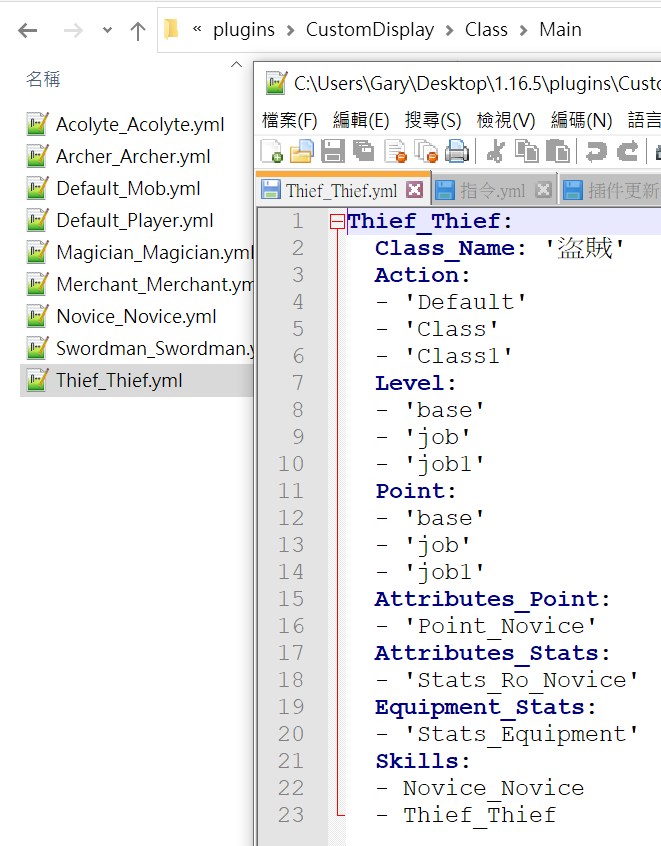 « plugins > CustomDisplay > Class > Main
名稱
Acolyte_Acolyte.yml
Archer_Archer.yml
Default_Mob.yml
Default_Player.yml
Magician_Magician.yml
Merchant_Merchant.ym
Novice_Novice.yml
Swordman_Swordman.y
Thief_Thief.yml
C:\Users\Gary\Desktop\1.16.5\plugins\Custo
檔案(F) 編輯(E) 搜尋(S) 檢視(V) 編碼(N) 語言
Thief_Thief.yml 指令.yml 插件更新
1 Thief_Thief:
2 Class_Name: '盜賊'
3 Action:
4 - 'Default'
5 - 'Class'
6 - 'Class1'
7 Level:
8 - 'base'
9 - 'job'
10 - 'job1'
11 Point:
12 - 'base'
13 - 'job'
14 - 'job1'
15 Attributes_Point:
16 - 'Point_Novice'
17 Attributes_Stats:
18 - 'Stats_Ro_Novice'
19 Equipment_Stats:
20 - 'Stats_Equipment'
21 Skills:
22 - Novice_Novice
23 - Thief_Thief